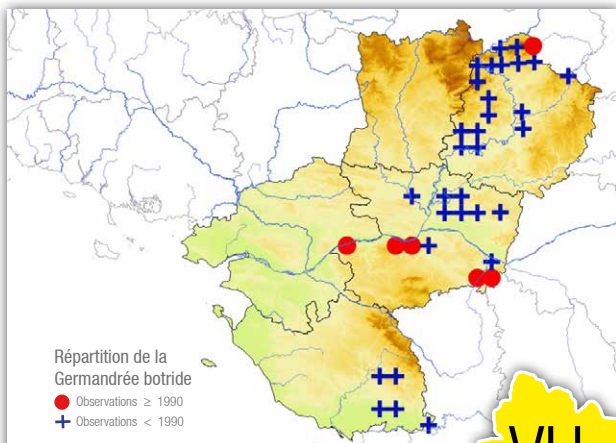 Répartition de la
Germandrée botride
Observations ≥ 1990
Observations < 1990
VU